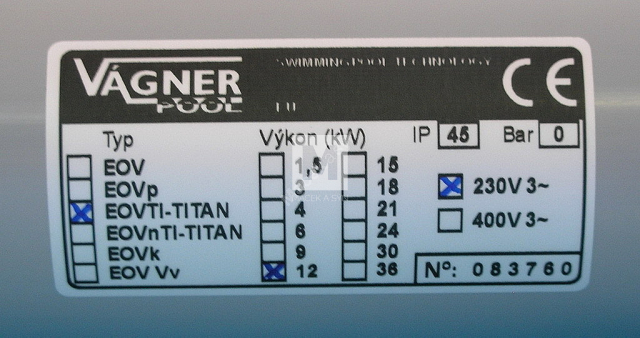 VÁGNER
POOL
SWIMMING POOL TECHNOLOGY
CE
Typ
Výkon (kW)
IP 45
Bar 0
EOV
EOVp
EOVTI-TITAN
EOVnTI-TITAN
EOVk
EOV Vv
1,5
3
4
6
9
12
15
18
21
24
30
36
230V 3~
400V 3~
Nº: 083760